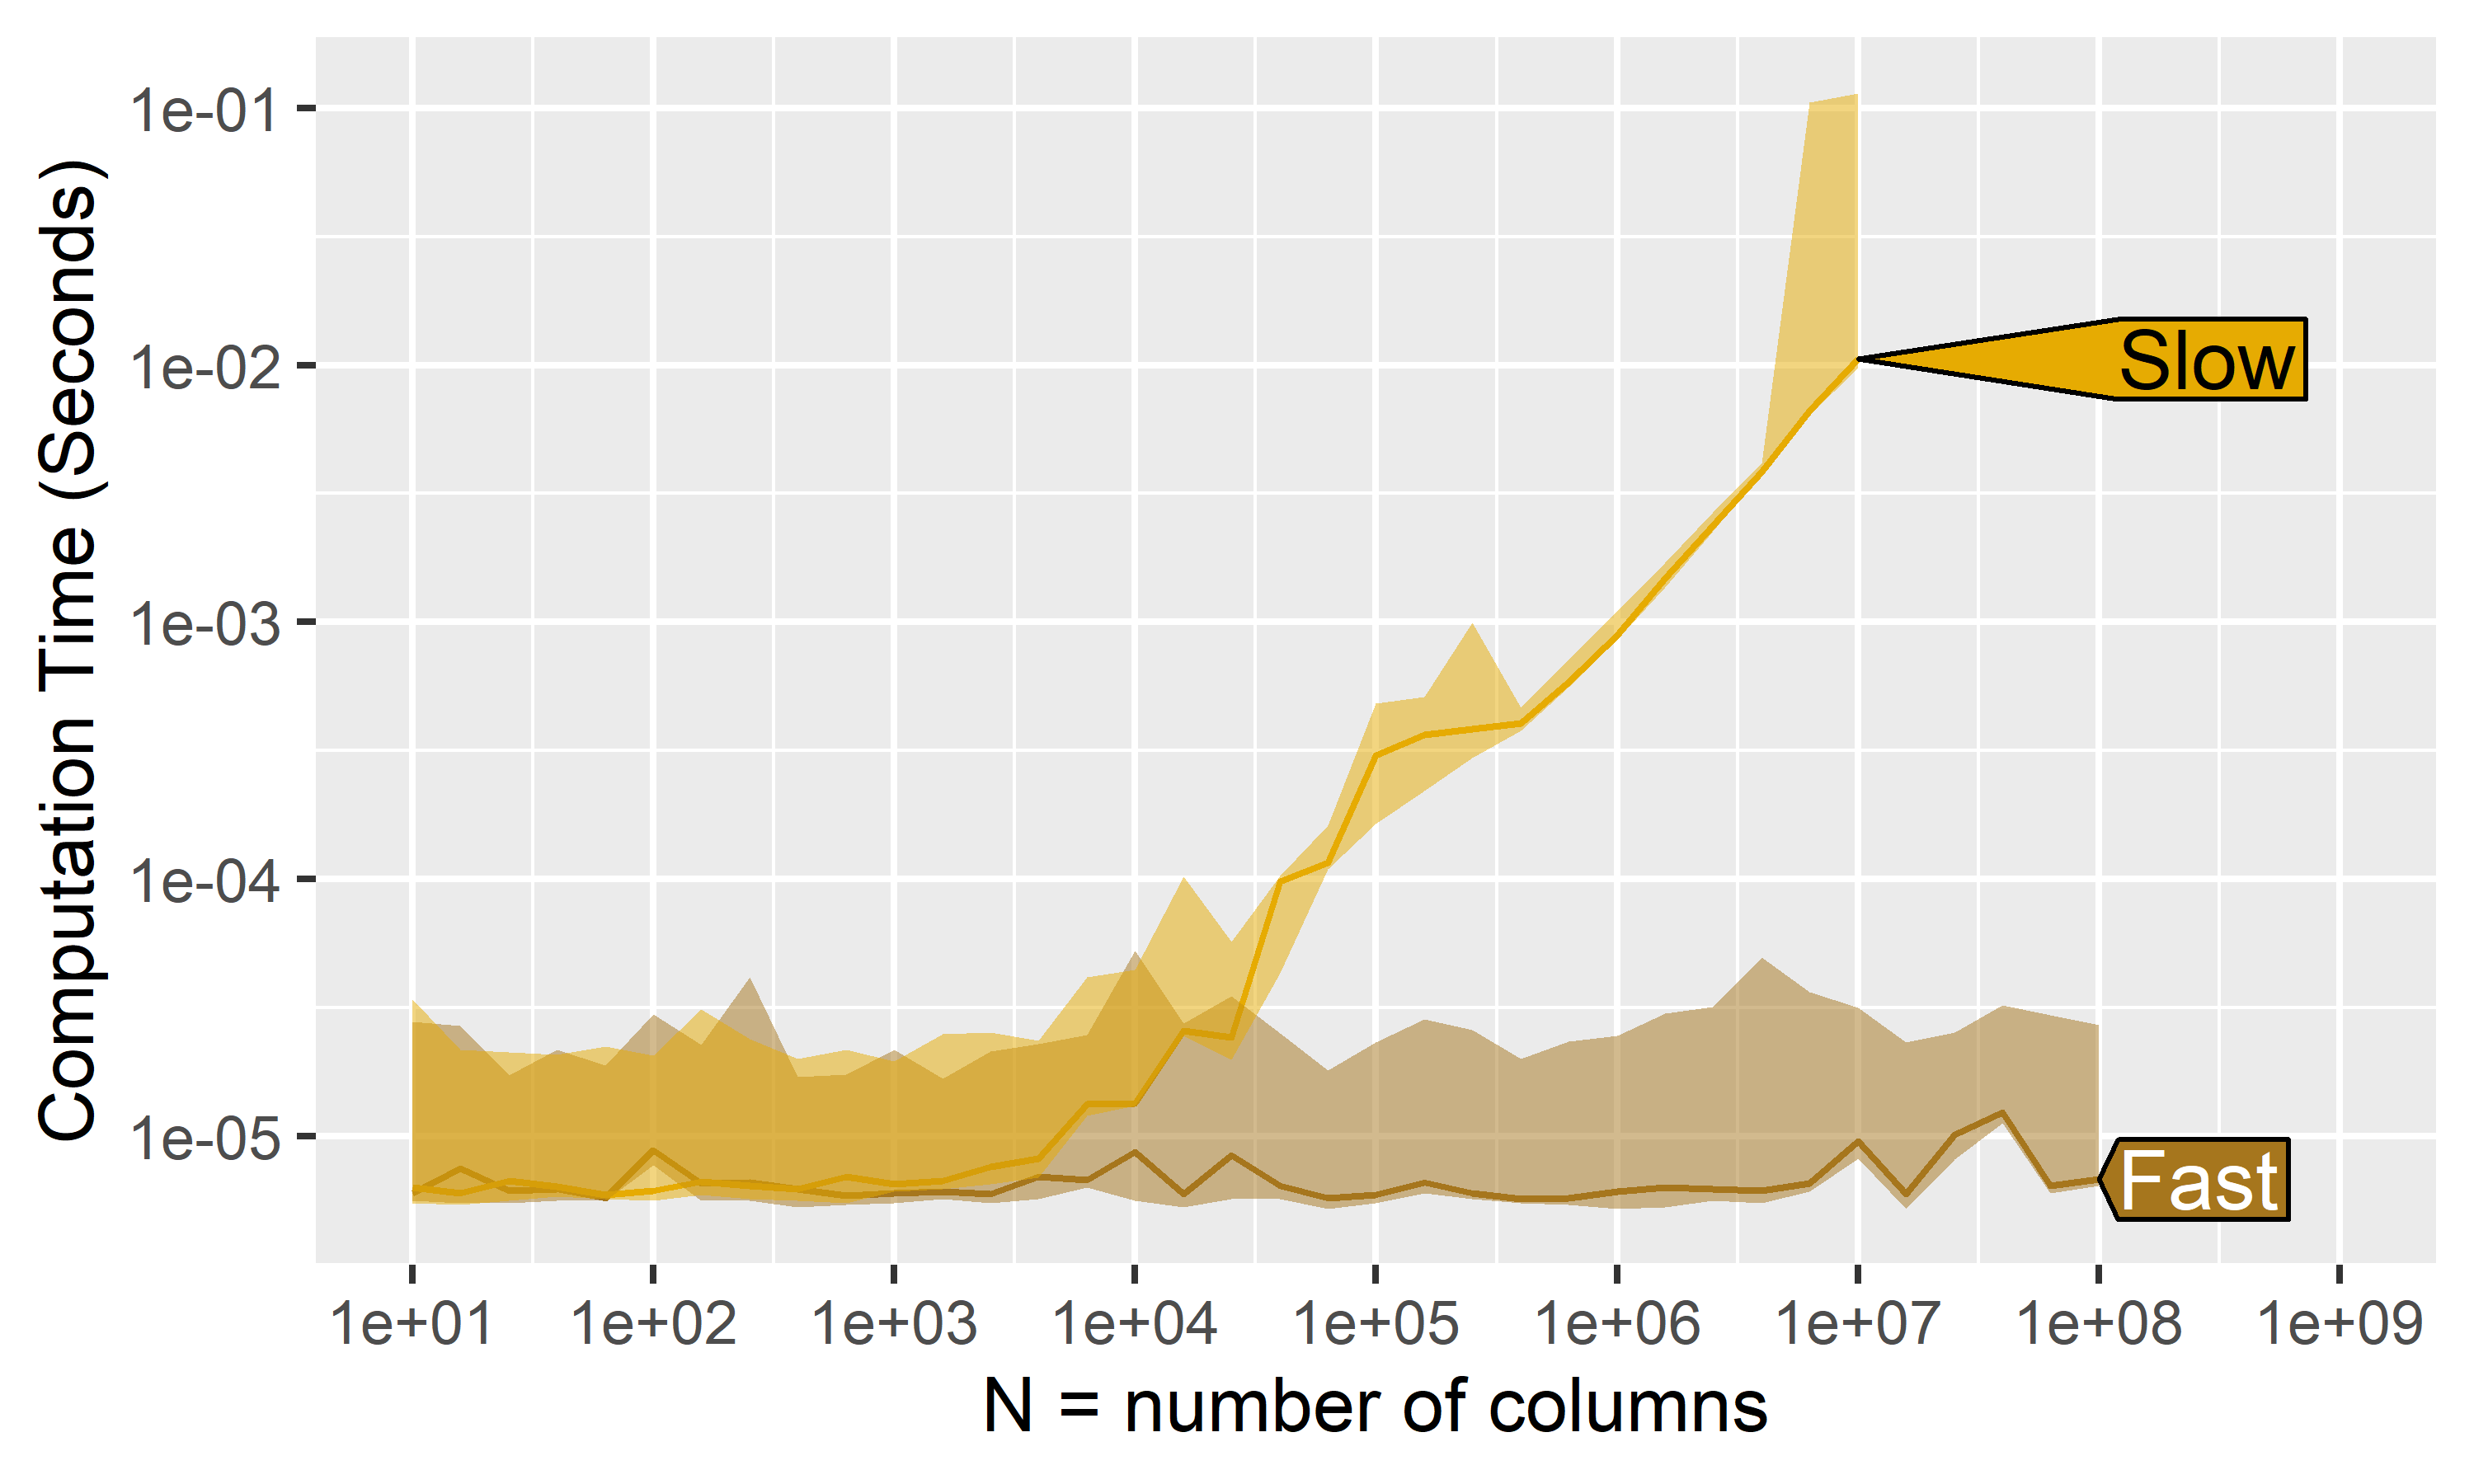 Computation Time (Seconds)
1e-01
1e-02
1e-03
1e-04
1e-05
Slow
Fast
1e+01 1e+02 1e+03 1e+04 1e+05 1e+06 1e+07 1e+08 1e+09
N = number of columns